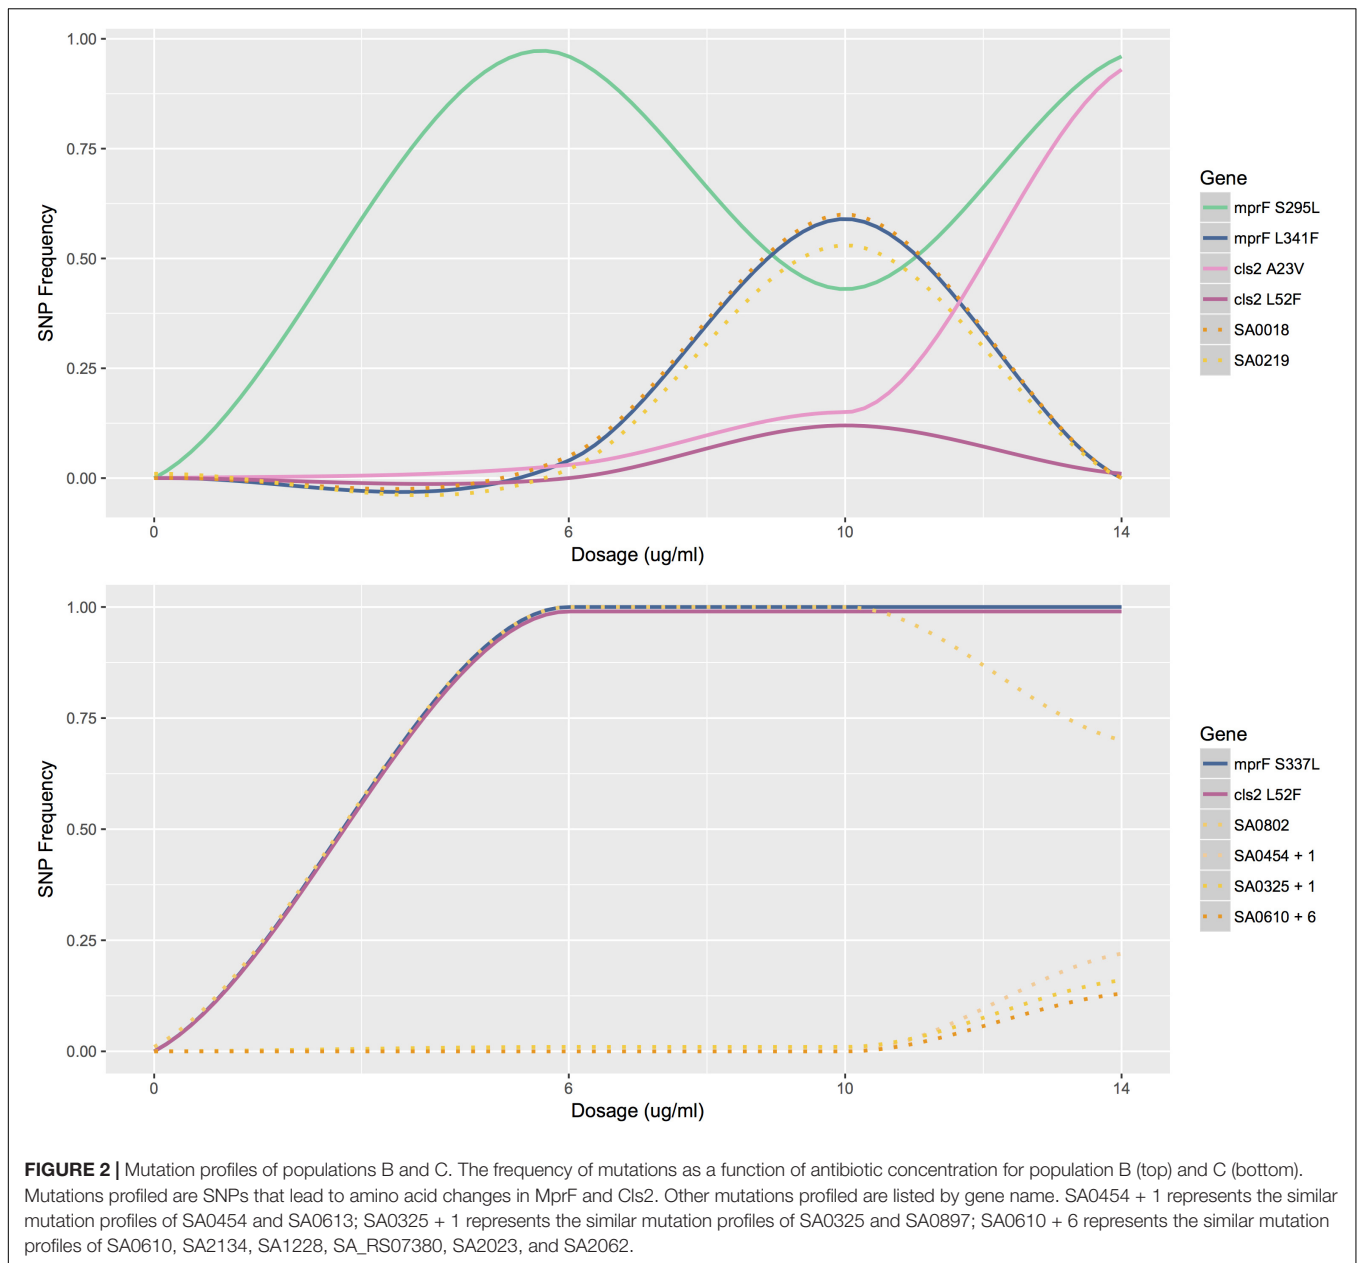 1.00
0.75
0.50
0.25
0.00
SNP Frequency
0
6
10
14
Dosage (ug/ml)
Gene
mprF S295L
mprF L341F
cls2 A23V
cls2 L52F
SA0018
SA0219
1.00
0.75
0.50
0.25
0.00
SNP Frequency
0
6
10
14
Dosage (ug/ml)
Gene
mprF S337L
cls2 L52F
SA0802
SA0454 + 1
SA0325 + 1
SA0610 + 6
FIGURE 2 | Mutation profiles of populations B and C. The frequency of mutations as a function of antibiotic concentration for population B (top) and C (bottom).
Mutations profiled are SNPs that lead to amino acid changes in MprF and Cls2. Other mutations profiled are listed by gene name. SA0454 + 1 represents the similar
mutation profiles of SA0454 and SA0613; SA0325 + 1 represents the similar mutation profiles of SA0325 and SA0897; SA0610 + 6 represents the similar mutation
profiles of SA0610, SA2134, SA1228, SA_RS07380, SA2023, and SA2062.